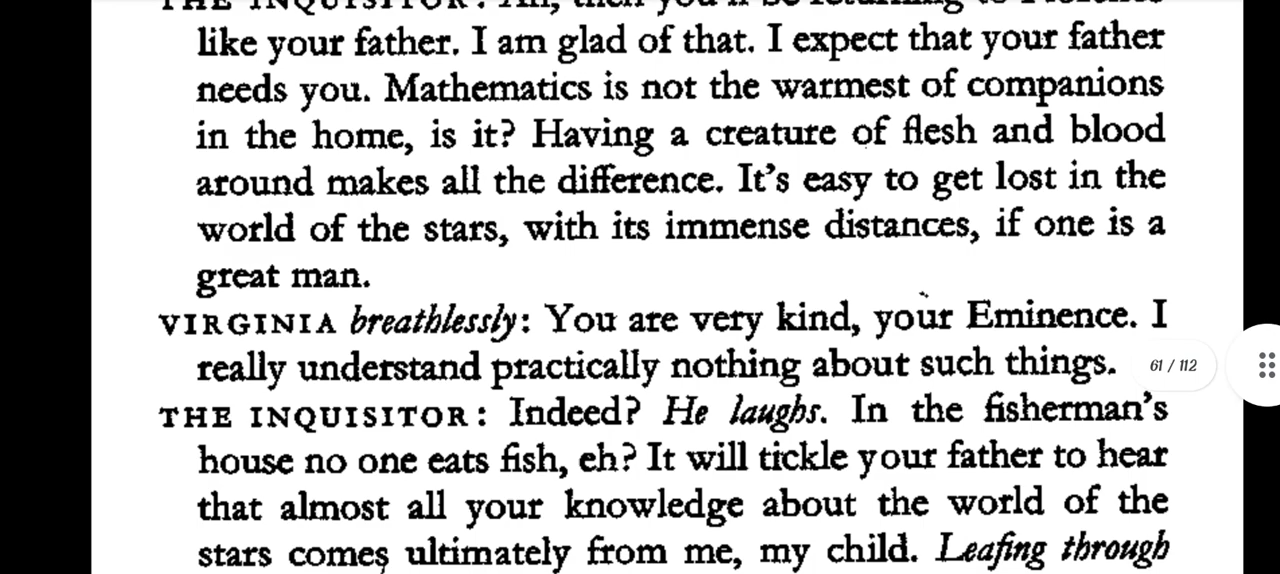 like your father. I am glad of that. I expect that your father
needs you. Mathematics is not the warmest of companions
in the home, is it? Having a creature of flesh and blood
around makes all the difference. It's easy to get lost in the
world of the stars, with its immense distances, if one is a
great man.
VIRGINIA breathlessly: You are very kind, your Eminence. I
really understand practically nothing about such things.
61 / 112
THE INQUISITOR: Indeed? He laughs. In the fisherman's
house no one eats fish, eh? It will tickle your father to hear
that almost all your knowledge about the world of the
stars comes ultimately from me, my child. Leafing through